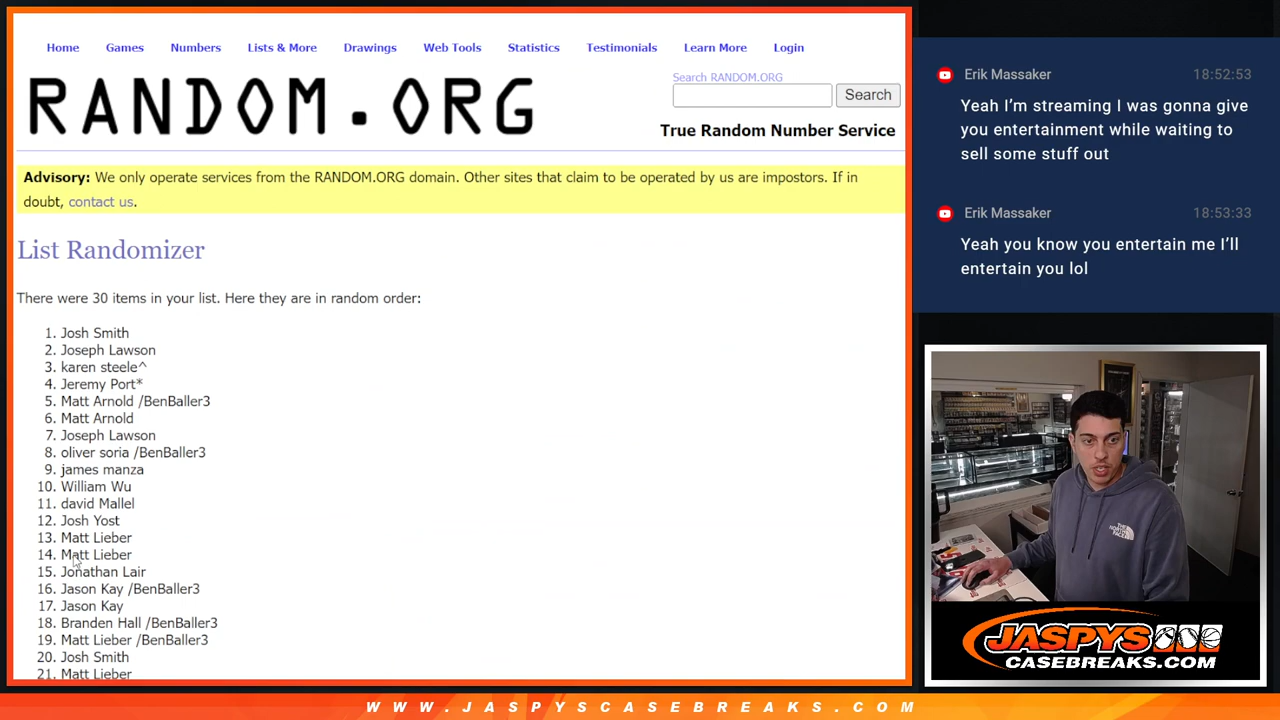 Home Games Numbers Lists & More Drawings Web Tools Statistics Testimonials Learn More Login
RANDOM.ORG
Search RANDOM.ORG
Search
True Random Number Service
Advisory: We only operate services from the RANDOM.ORG domain. Other sites that claim to be operated by us are impostors. If in
doubt, contact us.
List Randomizer
There were 30 items in your list. Here they are in random order:
1. Josh Smith
2. Joseph Lawson
3. karen steele^
4. Jeremy Port*
5. Matt Arnold /BenBaller3
6. Matt Arnold
7. Joseph Lawson
8. oliver soria /BenBaller3
9. james manza
10. William Wu
11. david Mallel
12. Josh Yost
13. Matt Lieber
14. Matt Lieber
15. Jonathan Lair
16. Jason Kay /BenBaller3
17. Jason Kay
18. Branden Hall /BenBaller3
19. Matt Lieber /BenBaller3
20. Josh Smith
21. Matt Lieber
Erik Massaker 18:52:53
Yeah I’m streaming I was gonna give
you entertainment while waiting to
sell some stuff out
Erik Massaker 18:53:33
Yeah you know you entertain me I’ll
entertain you lol
THE NORTH FACE
JASPYS
CASEBREAKS.COM
WWW.JASPYSCASEBREAKS.COM